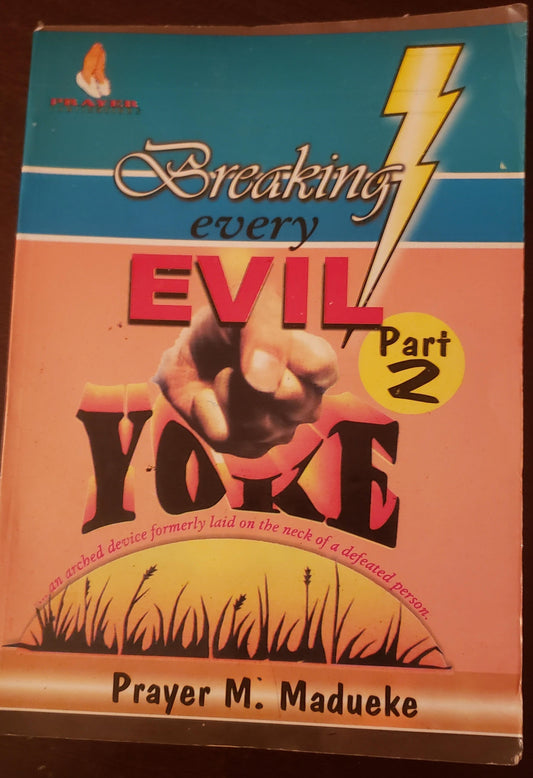 PRAYER
Breaking
every
EVIL
Part
2
YOKE
...an arched device formerly laid on the neck of a defeated person.
Prayer M. Madueke